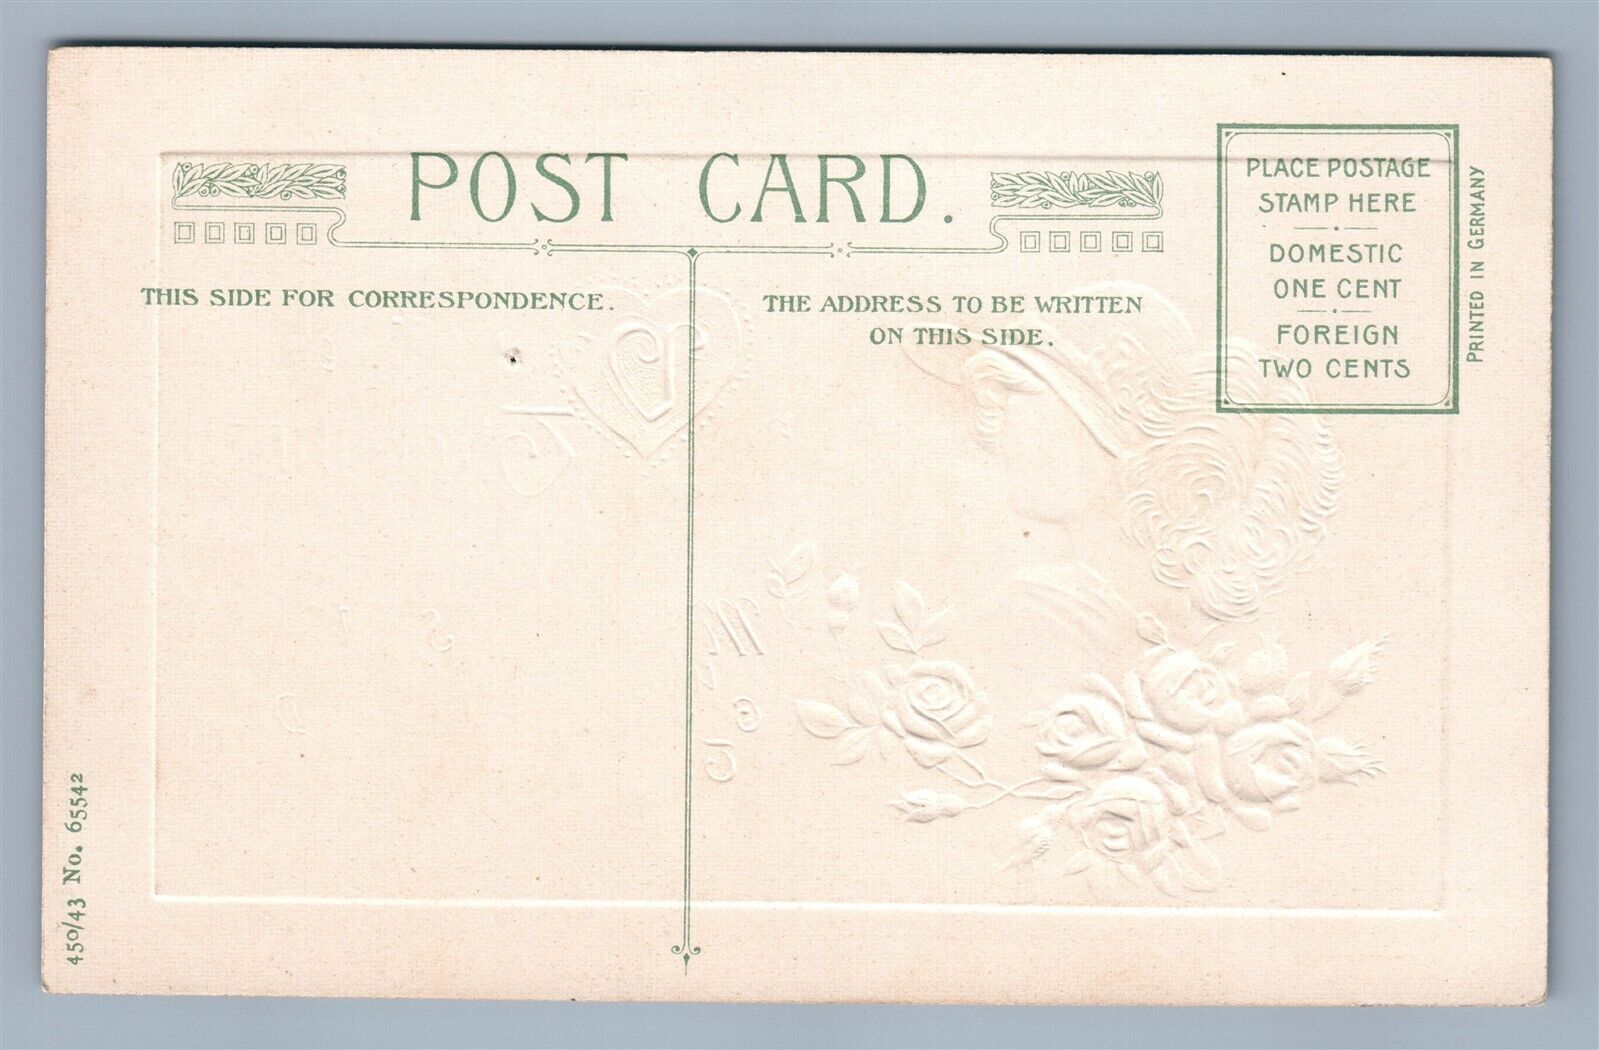 POST CARD.
PLACE POSTAGE
STAMP HERE
DOMESTIC
ONE CENT
FOREIGN
TWO CENTS
PRINTED IN GERMANY
THIS SIDE FOR CORRESPONDENCE.
THE ADDRESS TO BE WRITTEN
ON THIS SIDE.
450/43 No. 65542